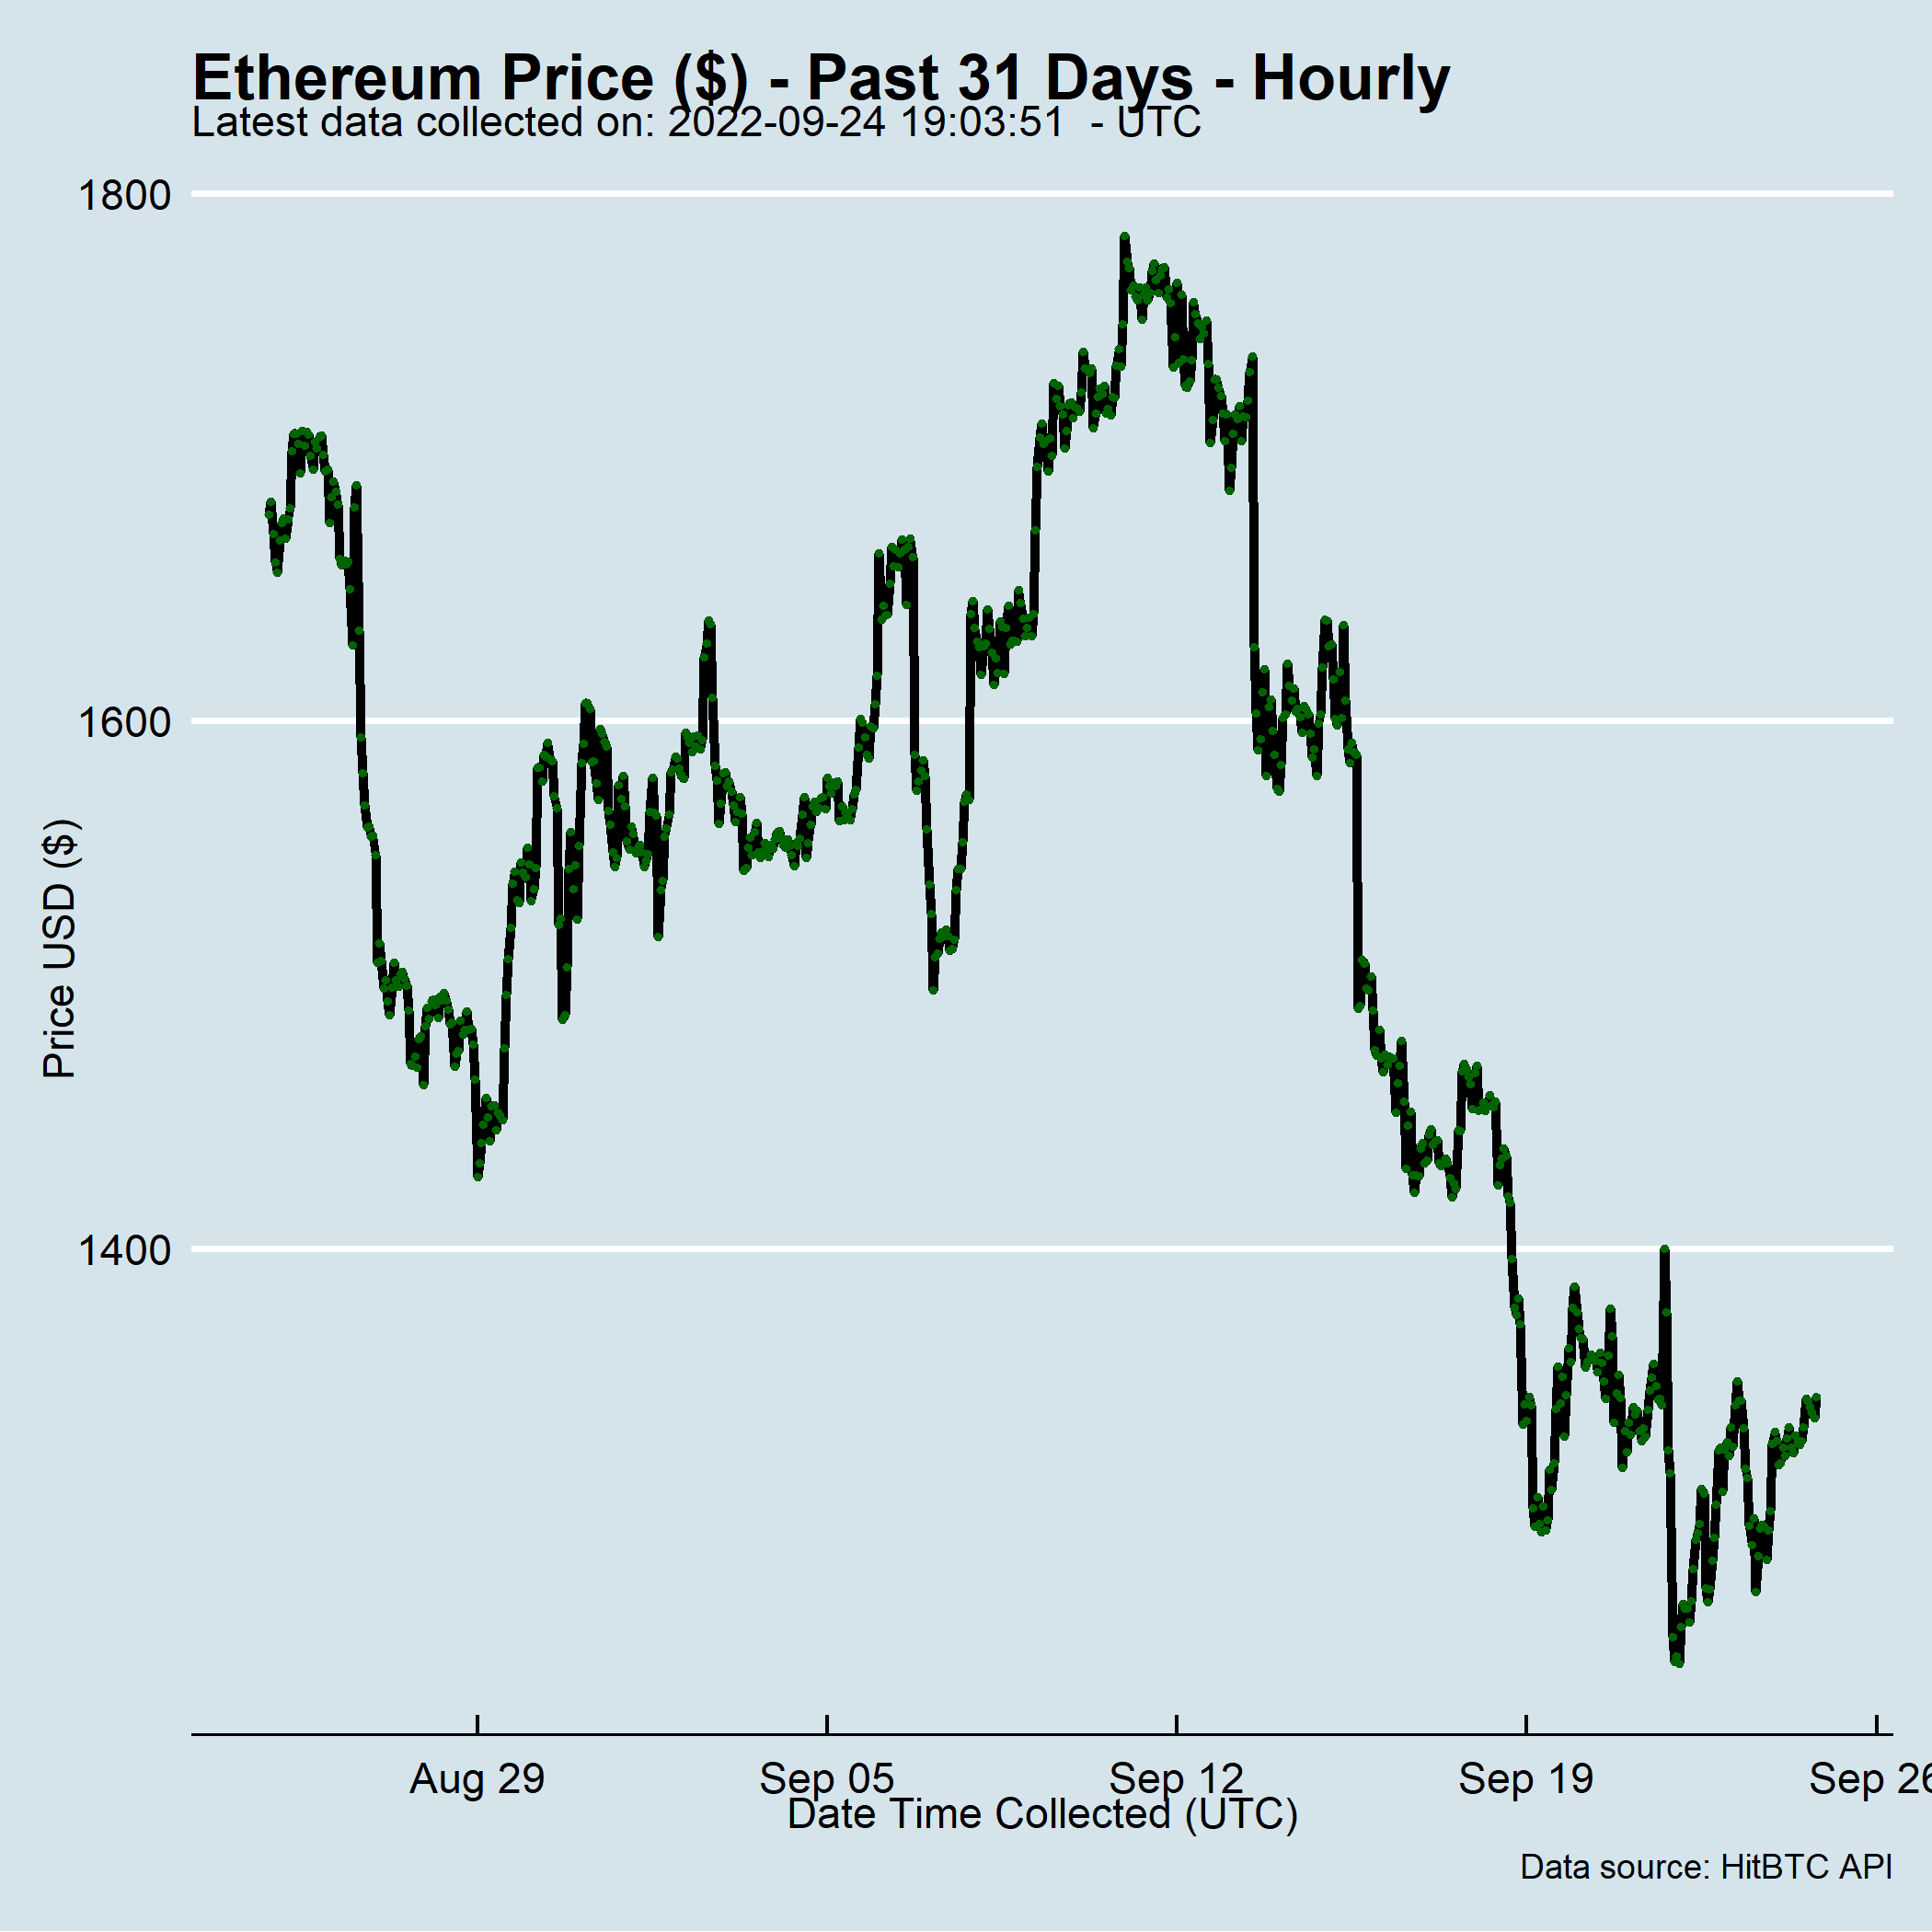 Ethereum Price ($) - Past 31 Days - Hourly
Latest data collected on: 2022-09-24 19:03:51  - UTC
1800
1600
1400
Price USD ($)
Aug 29 Sep 05 Sep 12 Sep 19 Sep 26
Date Time Collected (UTC)
Data source: HitBTC API